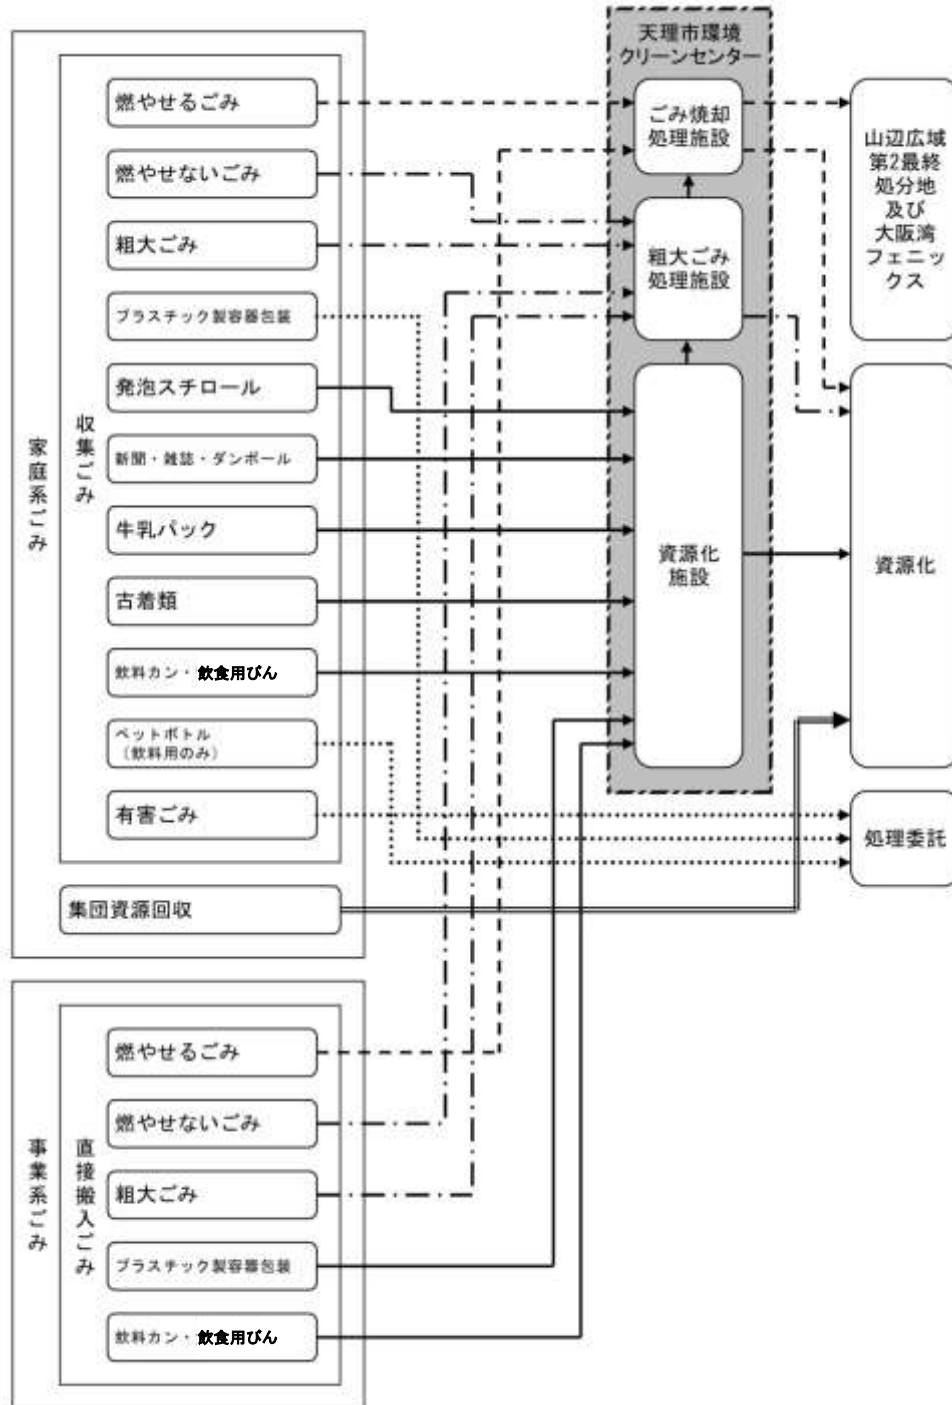 天理市環境
クリーンセンター
家庭系ごみ
収集ごみ
燃やせるごみ
燃やせないごみ
粗大ごみ
プラスチック製容器包装
発泡スチロール
新聞・雑誌・ダンボール
牛乳パック
古着類
飲料カン・飲食用びん
ペットボトル
(飲料用のみ)
有害ごみ
集団資源回収
事業系ごみ
直接搬入ごみ
燃やせるごみ
燃やせないごみ
粗大ごみ
プラスチック製容器包装
飲料カン・飲食用びん
ごみ焼却
処理施設
粗大ごみ
処理施設
資源化
施設
山辺広域
第2最終
処分地
及び
大阪湾
フェニッ
クス
資源化
処理委託